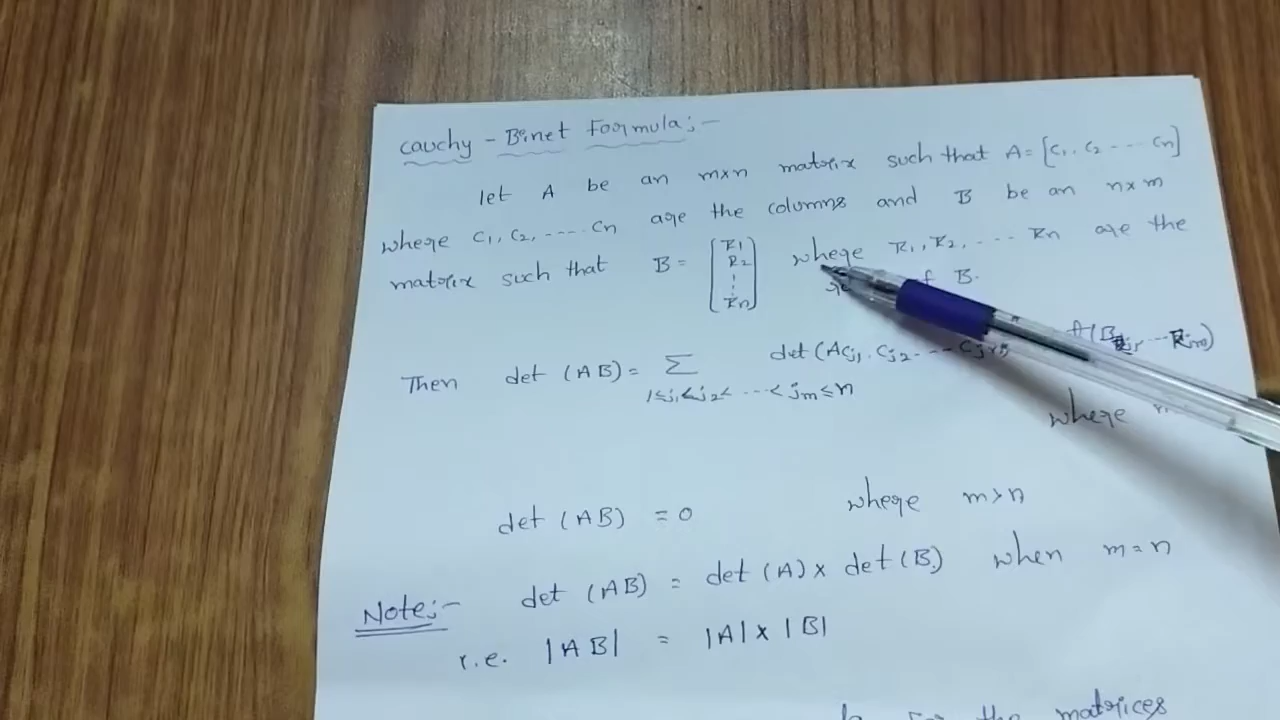 Cauchy - Binet Formula:-
let A be an m×n matrix such that A = [C1, C2 ---- Cn]
where C1, C2, ---- Cn are the columns and B be an n×m
matrix such that B = [R1 R2 ⋮ Rn] where R1, R2, ---- Rn are the
B.
Then det (AB) = Σ det (A Cj1, Cj2 ----
1≤j1<j2< ---< jm ≤ n
where
det (AB) = 0 where m>n
Note:- det (AB) = det (A) × det (B) when m = n
i.e. |AB| = |A| × |B|
for the matrices